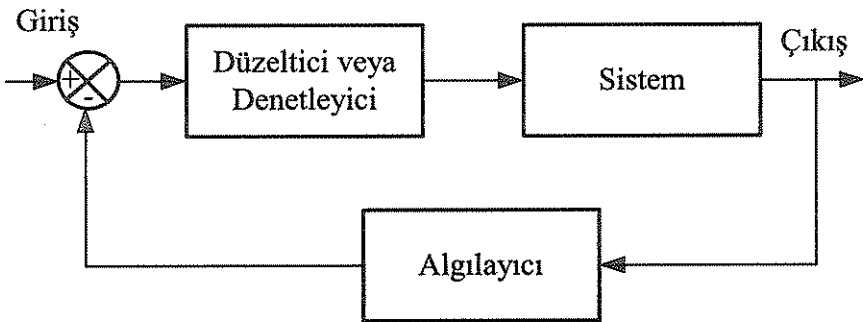 Giriş
+
-
Düzeltici veya
Denetleyici
Sistem
Çıkış
Algılayıcı